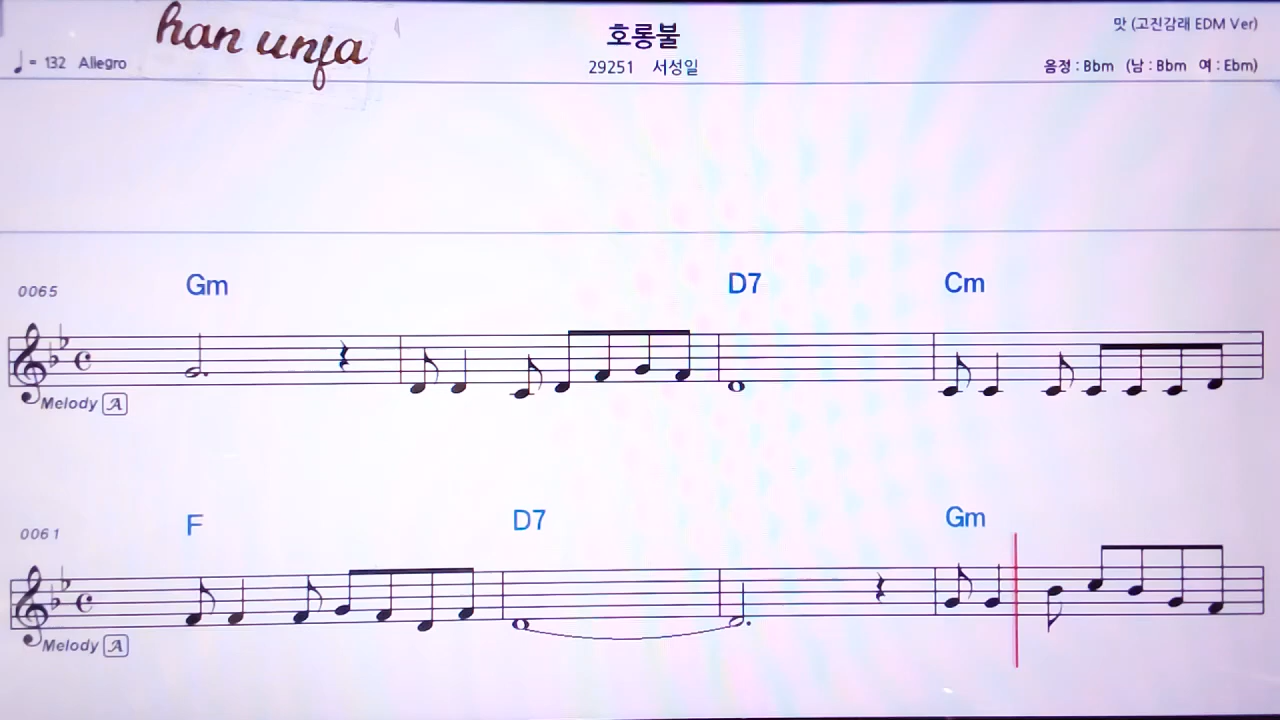 han unfa
호롱불
맛 (고진감래 EDM Ver)
= 132 Allegro
29251 서성일
음정 : Bbm (남 : Bbm 여 : Ebm)
0065
Gm
D7
Cm
Melody A
0061
F
D7
Gm
Melody A